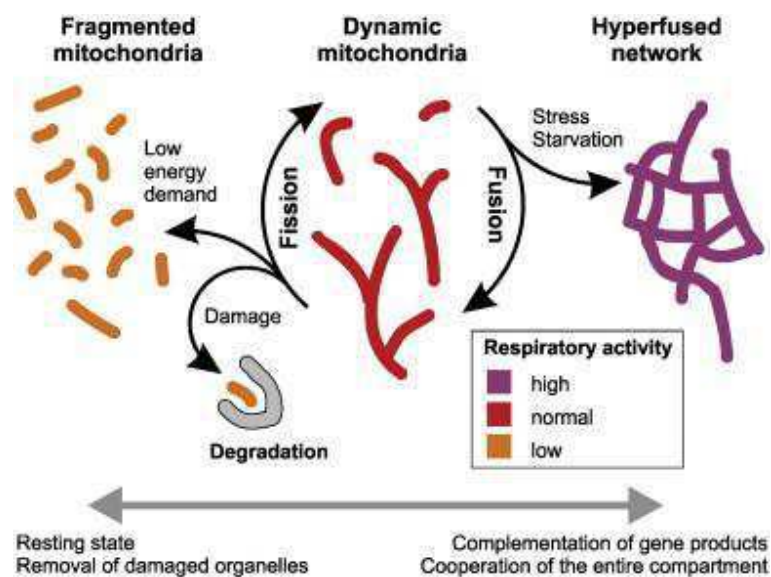 Fragmented
mitochondria
Dynamic
mitochondria
Hyperfused
network
Low
energy
demand
Fission
Fusion
Stress
Starvation
Damage
Degradation
Respiratory activity
high
normal
low
Resting state
Removal of damaged organelles
Complementation of gene products
Cooperation of the entire compartment